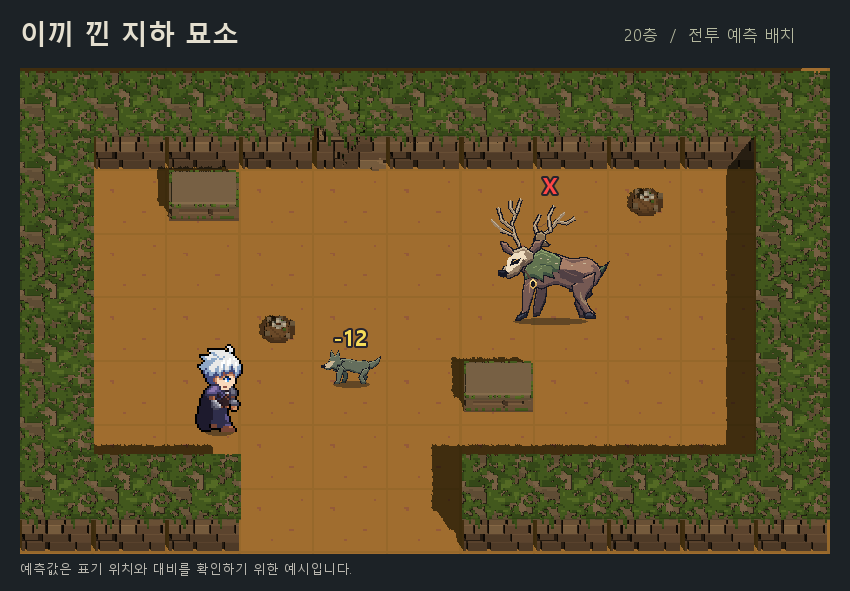 이끼 낀 지하 묘소
20층 / 전투 예측 배치
X
-12
예측값은 표기 위치와 대비를 확인하기 위한 예시입니다.